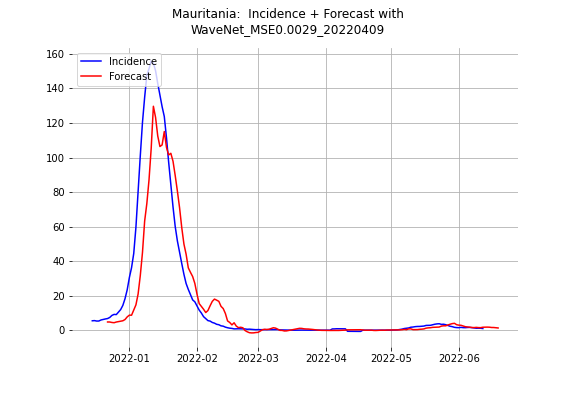 Mauritania:  Incidence + Forecast with
WaveNet_MSE0.0029_20220409
160
Incidence
Forecast
140
120
100
80
60
40
20
0
2022-01 2022-02 2022-03 2022-04 2022-05 2022-06